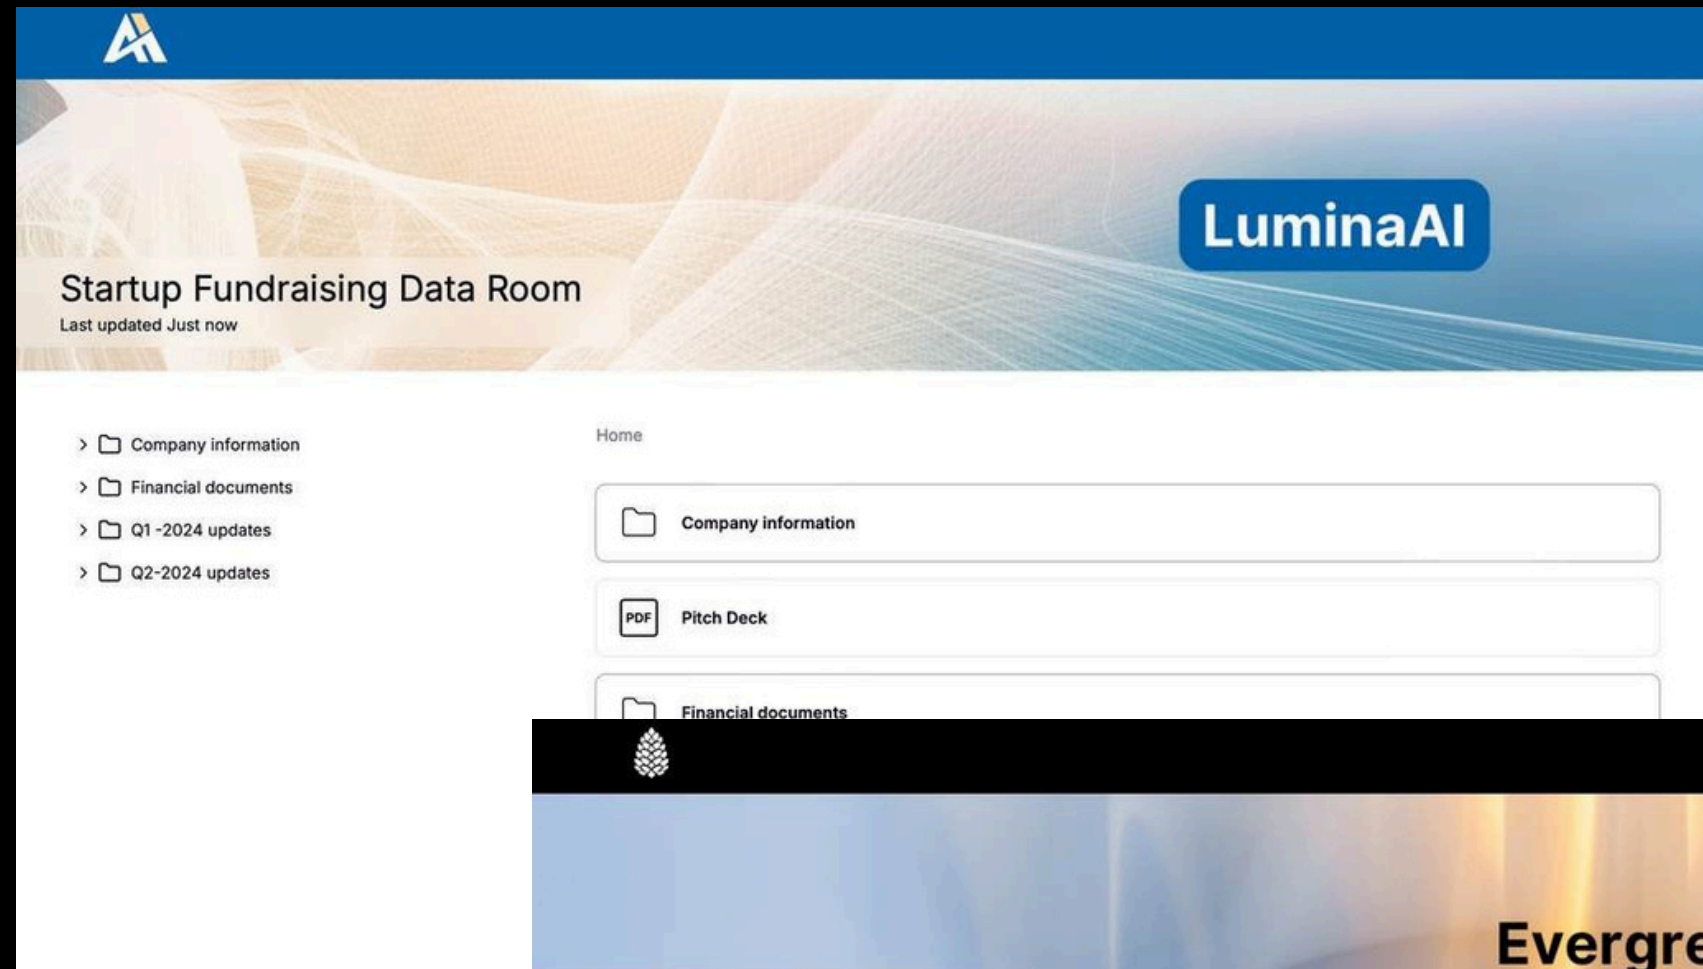 LuminaAI
Startup Fundraising Data Room
Last updated Just now
Company information
Financial documents
Q1 -2024 updates
Q2-2024 updates
Home
Company information
PDF Pitch Deck
Financial documents
Evergre